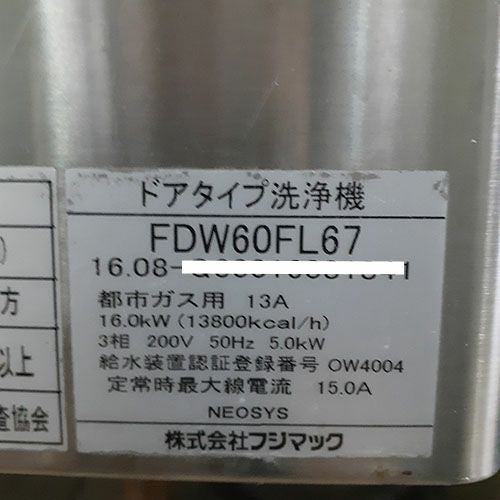 ドアタイプ洗浄機
FDW60FL67
16.08-
都市ガス用 13A
16.0kW (13800kcal/h)
3相 200V 50Hz 5.0kW
給水装置認証登録番号 OW4004
定常時最大線電流 15.0A
NEOSYS
株式会社フジマック
)
方
以上
査協会